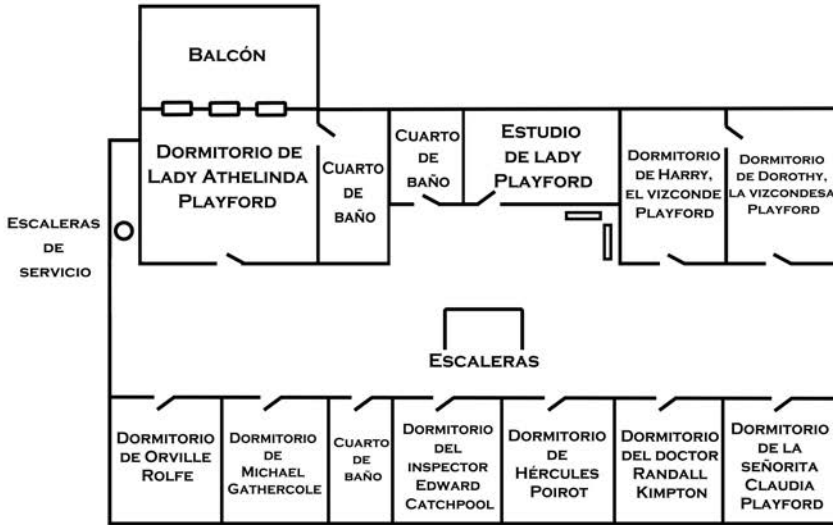 BALCÓN
DORMITORIO DE
LADY ATHELINDA
PLAYFORD
CUARTO
DE
BAÑO
CUARTO
DE
BAÑO
ESTUDIO
DE LADY
PLAYFORD
DORMITORIO
DE HARRY,
EL VIZCONDE
PLAYFORD
DORMITORIO
DE DOROTHY,
LA VIZCONDESA
PLAYFORD
ESCALERAS
DE
SERVICIO
ESCALERAS
DORMITORIO
DE ORVILLE
ROLFE
DORMITORIO
DE
MICHAEL
GATHERCOLE
CUARTO
DE
BAÑO
DORMITORIO
DEL
INSPECTOR
EDWARD
CATCHPOOL
DORMITORIO
DE
HÉRCULES
POIROT
DORMITORIO
DEL DOCTOR
RANDALL
KIMPTON
DORMITORIO
DE LA
SEÑORITA
CLAUDIA
PLAYFORD